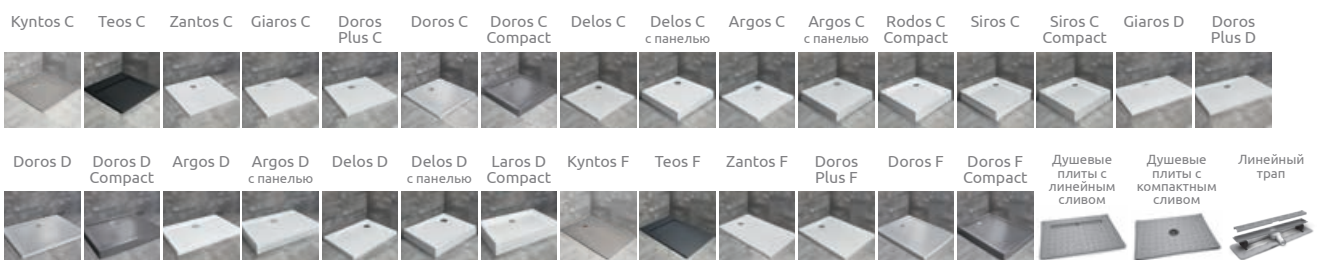 Kyntos C
Teos C
Zantos C
Giaros C
Doros
Plus C
Doros C
Doros C
Compact
Delos C
Delos C
с панелью
Argos C
Argos C
с панелью
Rodos C
Compact
Siros C
Siros C
Compact
Giaros D
Doros
Plus D
Doros D
Doros D
Compact
Argos D
Argos D
с панелью
Delos D
Delos D
с панелью
Laros D
Compact
Kyntos F
Teos F
Zantos F
Doros
Plus F
Doros F
Doros F
Compact
Душевые
плиты с
линейным
сливом
Душевые
плиты с
компактным
сливом
Линейный
трап